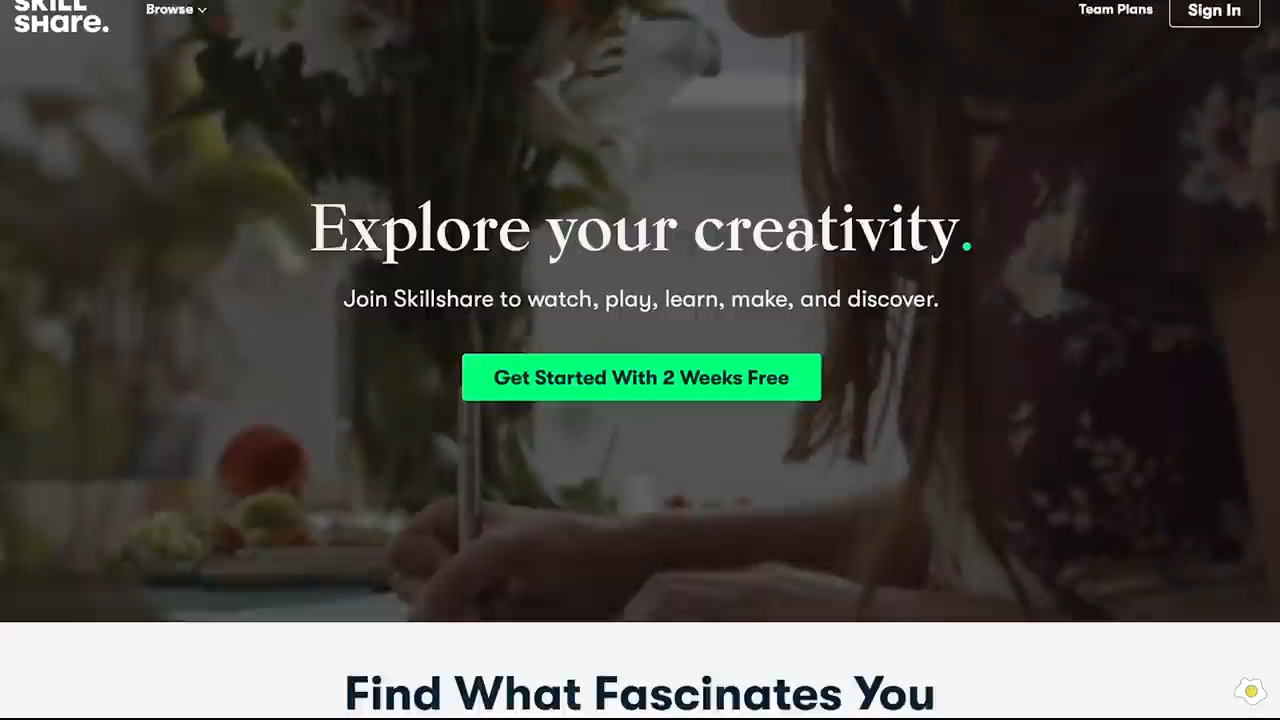 SKILL
share.
Browse
Team Plans
Sign In
Explore your creativity.
Join Skillshare to watch, play, learn, make, and discover.
Get Started With 2 Weeks Free
Find What Fascinates You